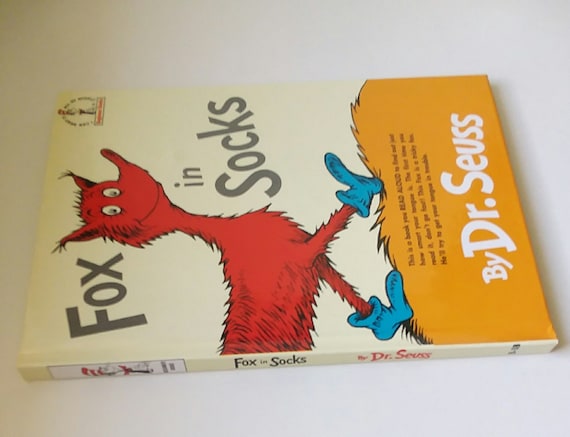 Fox
in
Socks
This is a book you READ ALOUD to find out just
how smart your tongue is. The first time you
read it, don't go fast! This Fox is a tricky fox.
He'll try to get your tongue in trouble.
By Dr. Seuss
Fox in Socks
By Dr. Seuss